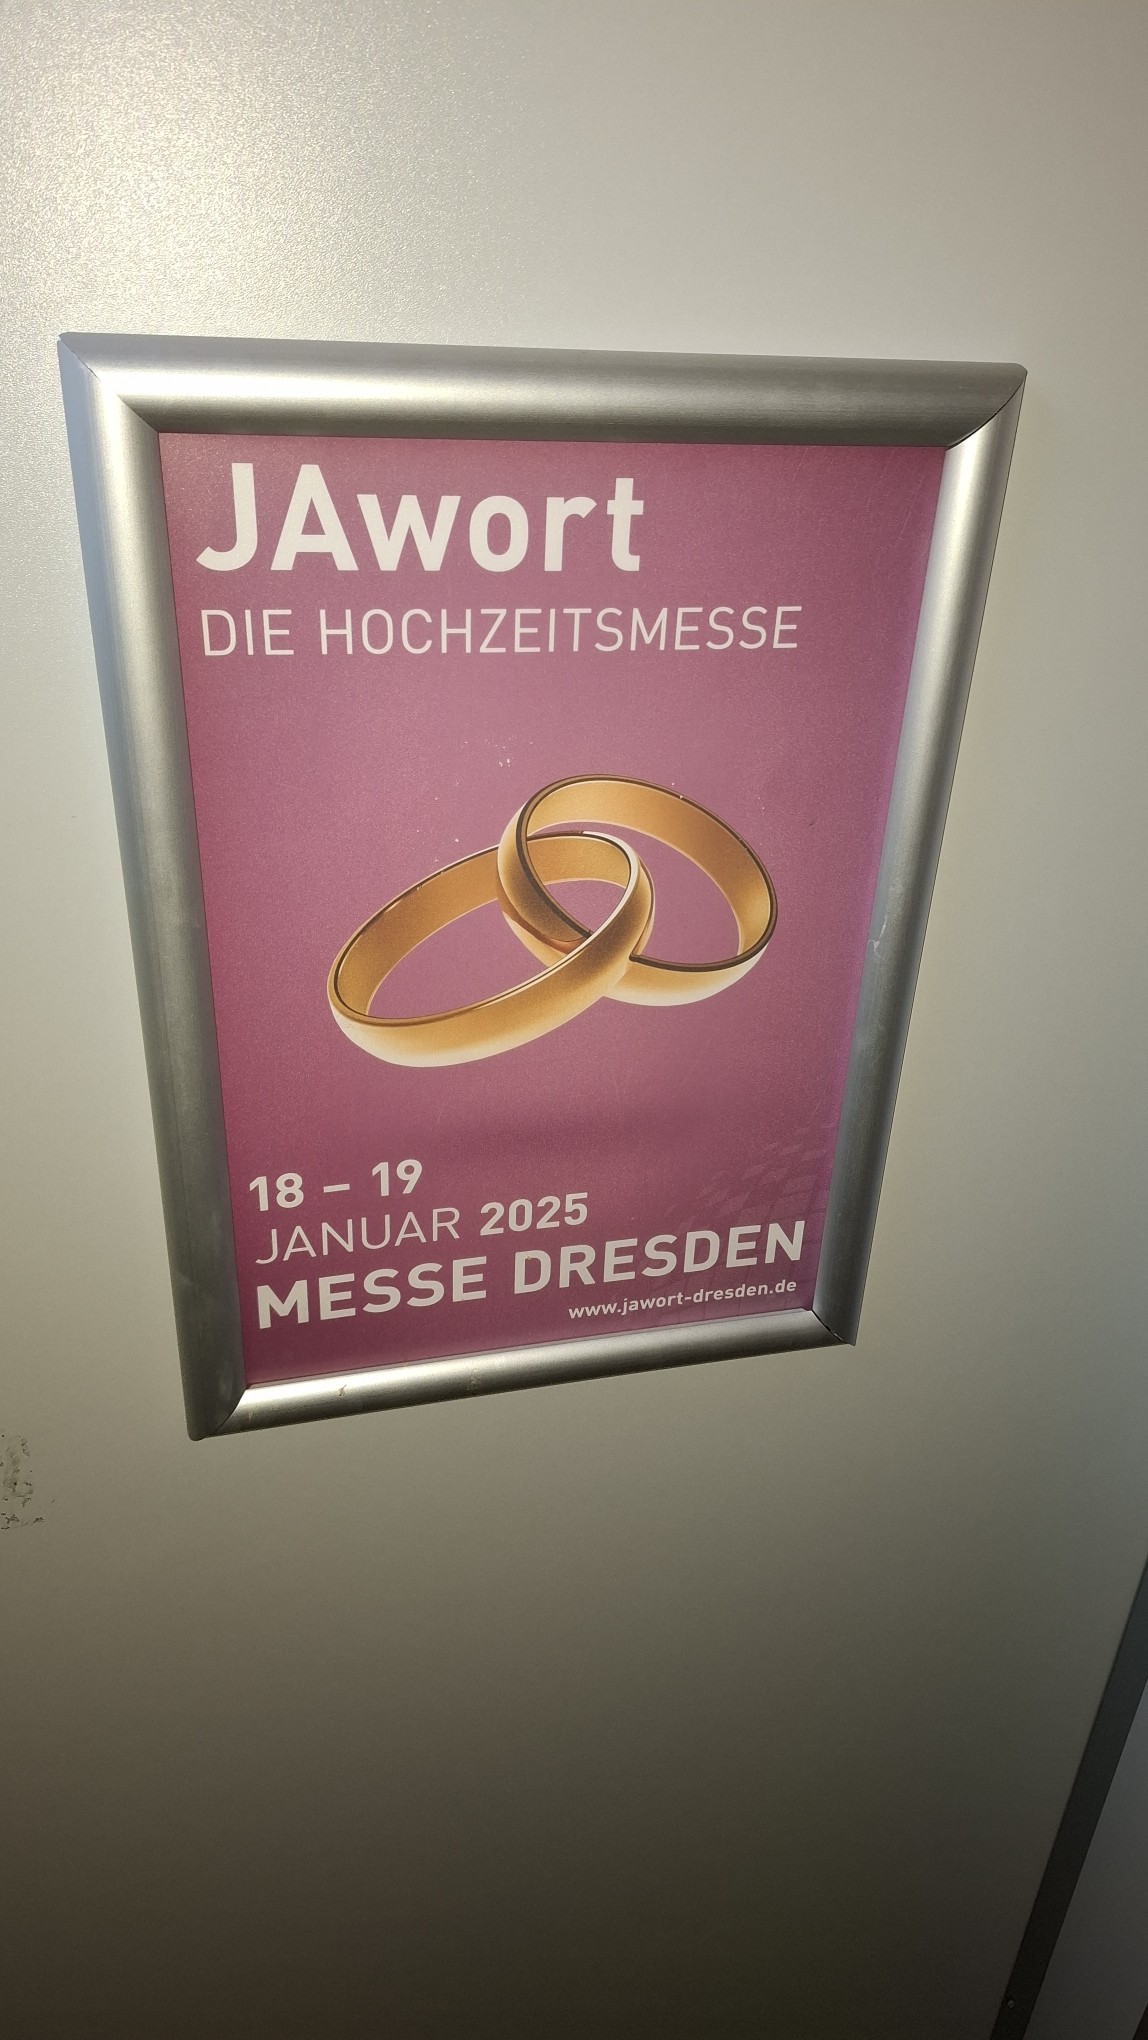 JAwort
DIE HOCHZEITSMESSE
18 – 19
JANUAR 2025
MESSE DRESDEN
www.jawort-dresden.de